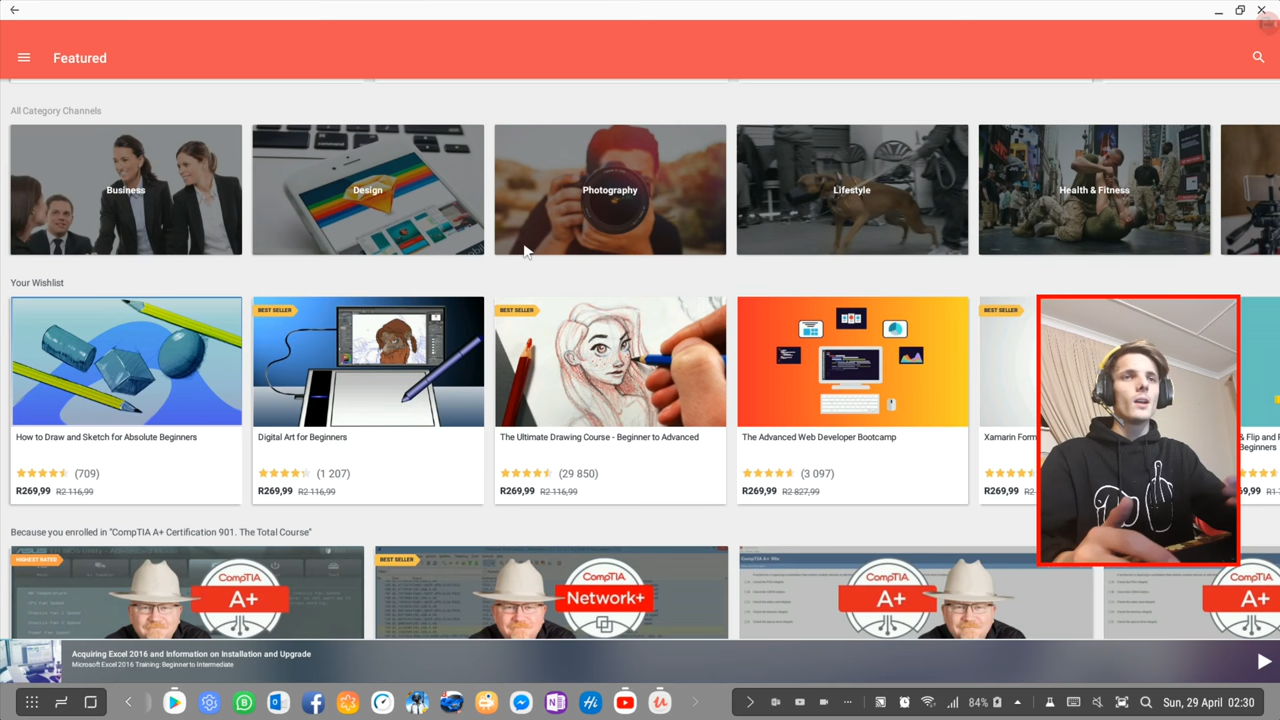 Featured
All Category Channels
Business
Design
Photography
Lifestyle
Health & Fitness
Your Wishlist
BEST SELLER
BEST SELLER
BEST SELLER
How to Draw and Sketch for Absolute Beginners
Digital Art for Beginners
The Ultimate Drawing Course - Beginner to Advanced
The Advanced Web Developer Bootcamp
Xamarin Form
& Flip and
Beginners
(709)
(1 207)
(29 850)
(3 097)
R269,99 R2 116,99
R269,99 R2 116,99
R269,99 R2 116,99
R269,99 R2 827,99
R269,99
Because you enrolled in "CompTIA A+ Certification 901. The Total Course"
HIGHEST RATED
BEST SELLER
CompTIA
A+
CompTIA
Network+
CompTIA
A+
CompTIA
A+
Acquiring Excel 2016 and Information on Installation and Upgrade
Microsoft Excel 2016 Training: Beginner to Intermediate
84%
Sun, 29 April 02:30